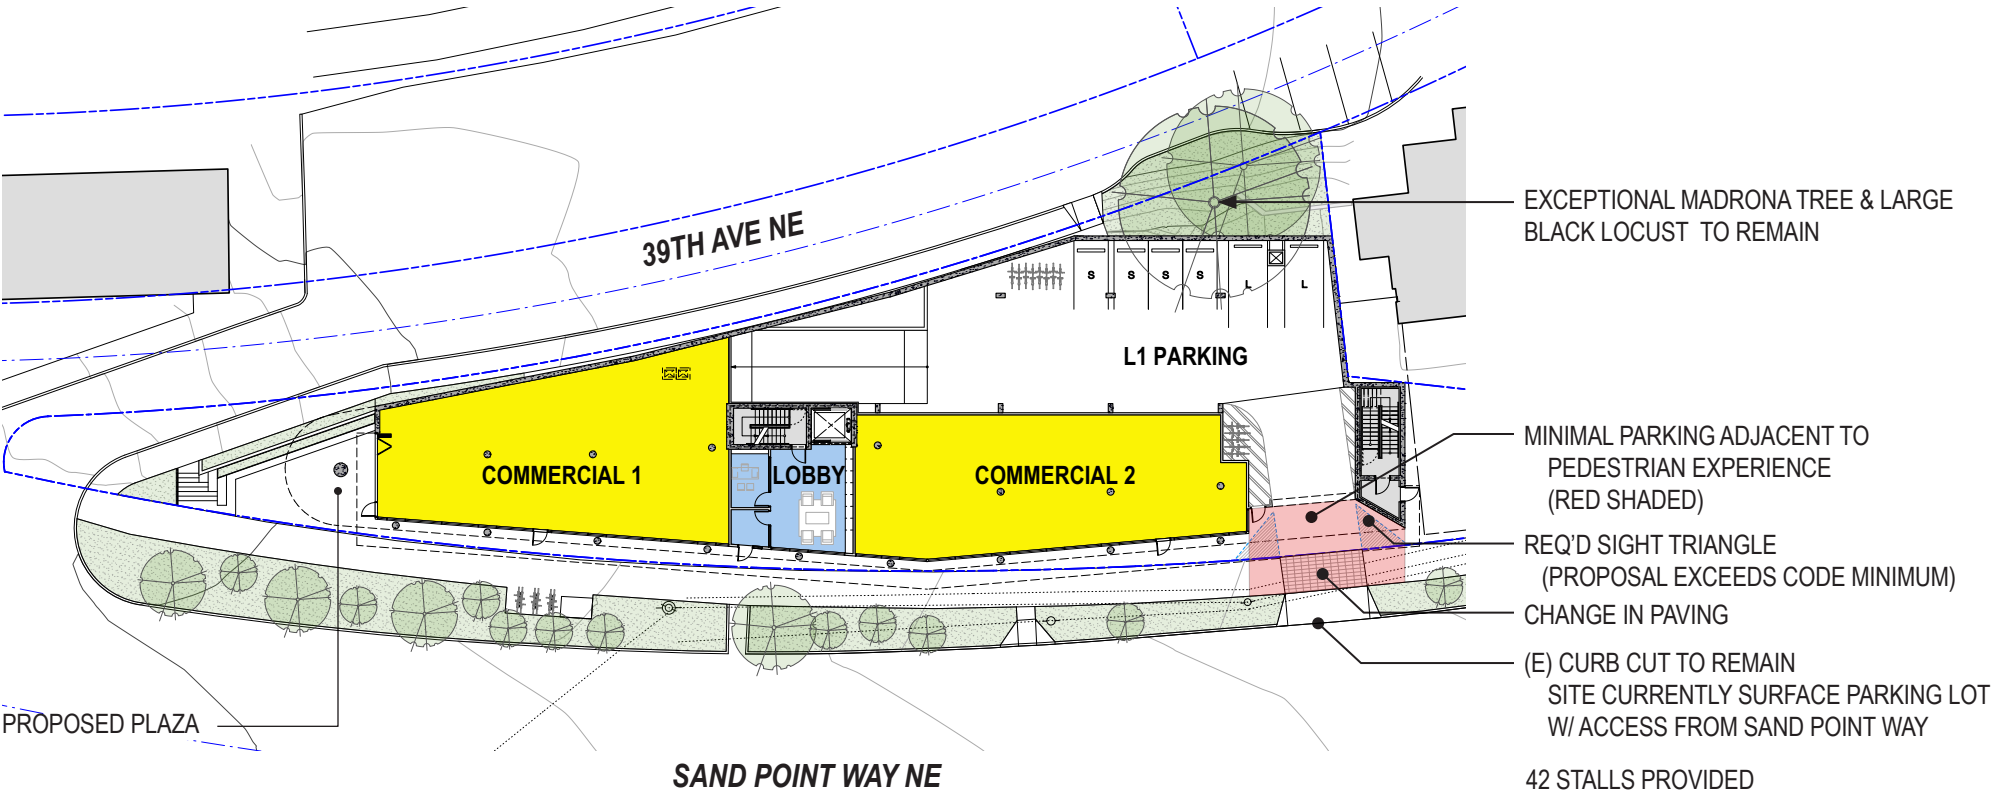 EXCEPTIONAL MADRONA TREE & LARGE
BLACK LOCUST TO REMAIN
39TH AVE NE
S S S S L L
L1 PARKING
MINIMAL PARKING ADJACENT TO
PEDESTRIAN EXPERIENCE
(RED SHADED)
COMMERCIAL 1
LOBBY
COMMERCIAL 2
REQ'D SIGHT TRIANGLE
(PROPOSAL EXCEEDS CODE MINIMUM)
CHANGE IN PAVING
(E) CURB CUT TO REMAIN
SITE CURRENTLY SURFACE PARKING LOT
W/ ACCESS FROM SAND POINT WAY
PROPOSED PLAZA
SAND POINT WAY NE
42 STALLS PROVIDED